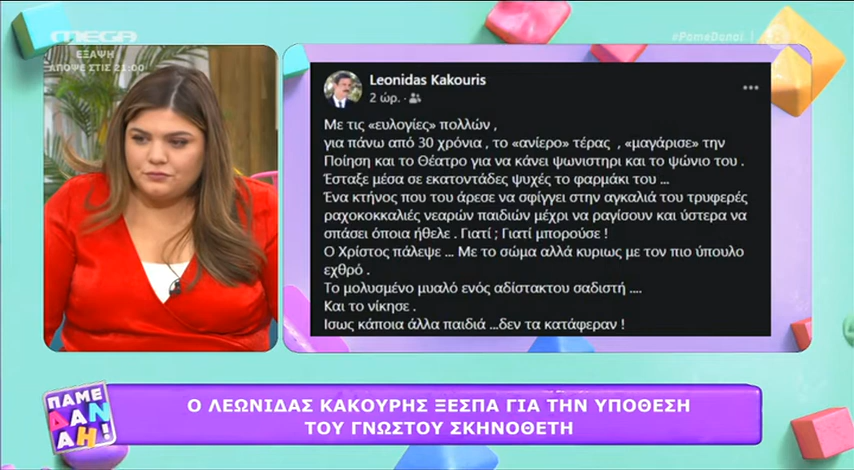 MEGA
ΕΞΑΨΗ
ΑΠΟΨΕ ΣΤΙΣ 21:00
#PameDanai
Leonidas Kakouris
2 ώρ. ·
Με τις «ευλογίες» πολλών ,
για πάνω από 30 χρόνια , το «ανίερο» τέρας , «μαγάρισε» την
Ποίηση και το Θέατρο για να κάνει ψωνιστηρι και το ψώνιο του .
Έσταξε μέσα σε εκατοντάδες ψυχές το φαρμάκι του ...
Ένα κτήνος που του άρεσε να σφίγγει στην αγκαλιά του τρυφερές
ραχοκοκκαλιές νεαρών παιδιών μέχρι να ραγίσουν και ύστερα να
σπάσει όποια ήθελε . Γιατί ; Γιατί μπορούσε !
Ο Χρίστος πάλεψε ... Με το σώμα αλλά κυριως με τον πιο ύπουλο
εχθρό .
Το μολυσμένο μυαλό ενός αδίστακτου σαδιστή ....
Και το νίκησε .
Ισως κάποια άλλα παιδιά ...δεν τα κατάφεραν !
ΠΑΜΕ
ΔΑΝ
ΑΗ!
Ο ΛΕΩΝΙΔΑΣ ΚΑΚΟΥΡΗΣ ΞΕΣΠΑ ΓΙΑ ΤΗΝ ΥΠΟΘΕΣΗ
ΤΟΥ ΓΝΩΣΤΟΥ ΣΚΗΝΟΘΕΤΗ